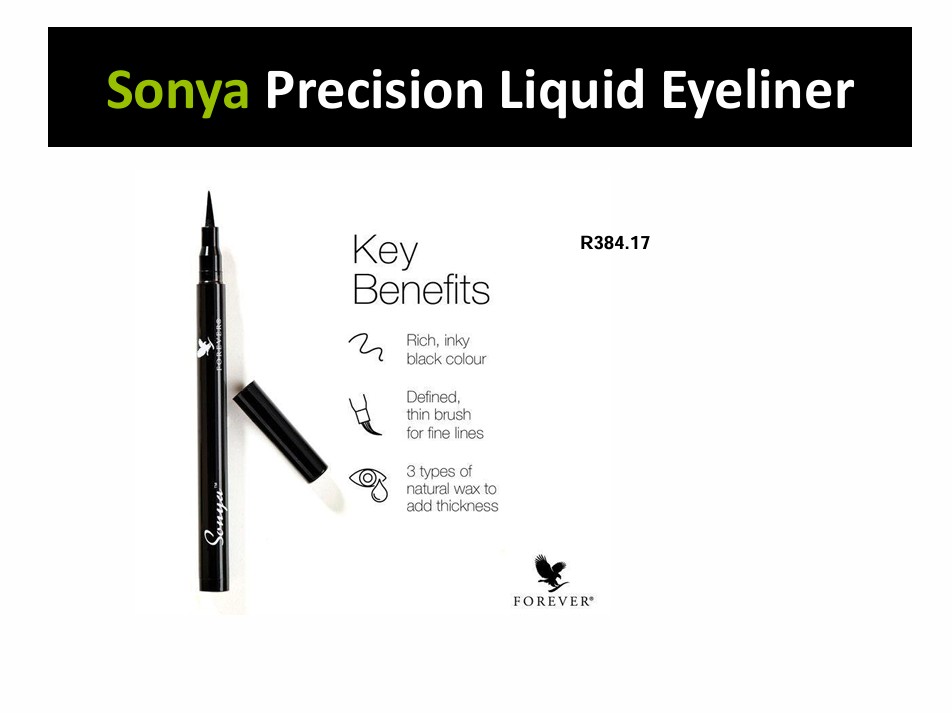 Sonya Precision Liquid Eyeliner
Key
Benefits
R384.17
Rich, inky
black colour
Defined,
thin brush
for fine lines
3 types of
natural wax to
add thickness
FOREVER®
Sonya™
FOREVER®